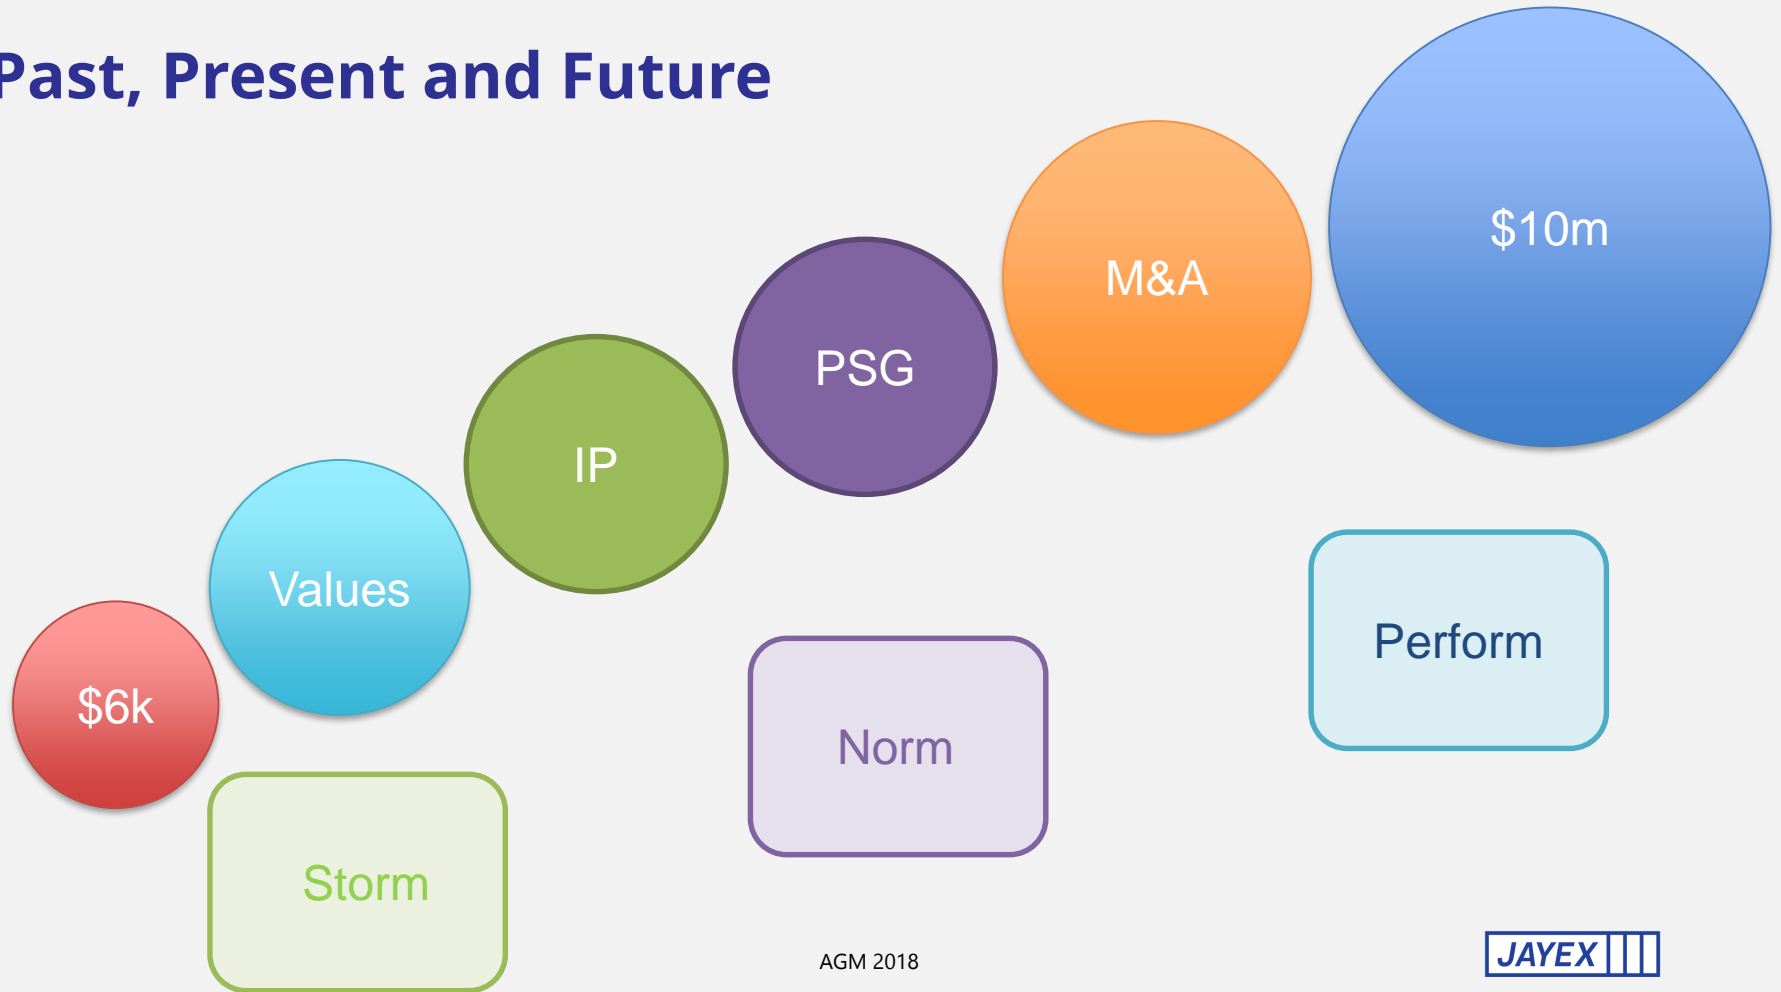 Past, Present and Future
$10m
M&A
PSG
IP
Values
$6k
Perform
Norm
Storm
AGM 2018
JAYEX